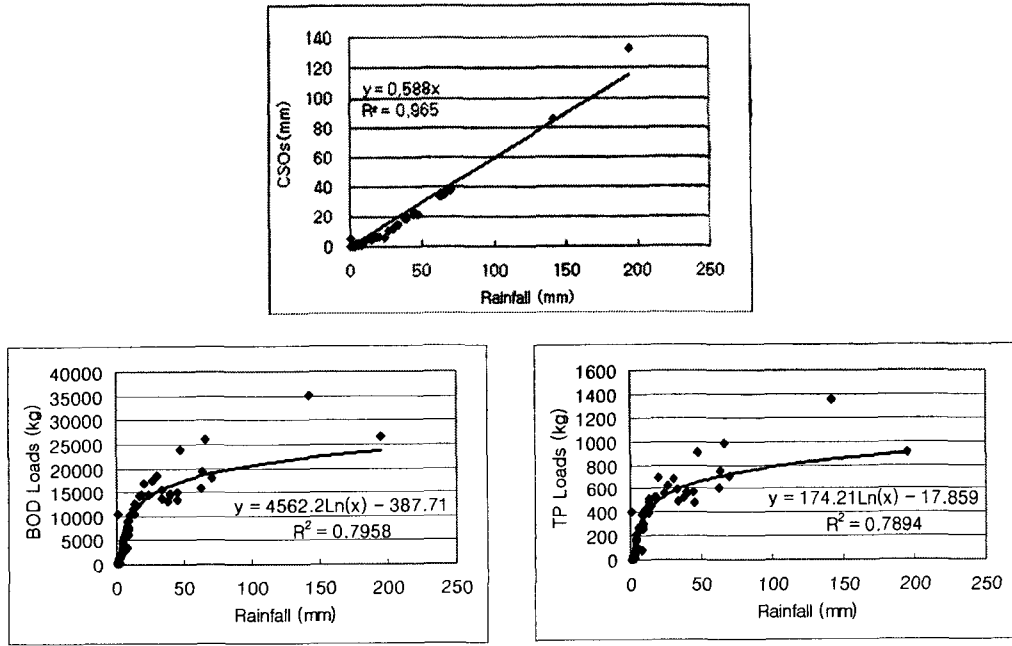 140
120
100
80
60
40
20
0
CSOs(mm)
y = 0,588x
R² = 0,965
0 50 100 150 200 250
Rainfall (mm)
40000
35000
30000
25000
20000
15000
10000
5000
0
BOD Loads (kg)
y = 4562.2Ln(x) − 387.71
R² = 0.7958
0 50 100 150 200 250
Rainfall (mm)
1600
1400
1200
1000
800
600
400
200
0
TP Loads (kg)
y = 174.21Ln(x) − 17.859
R² = 0.7894
0 50 100 150 200 250
Rainfall (mm)